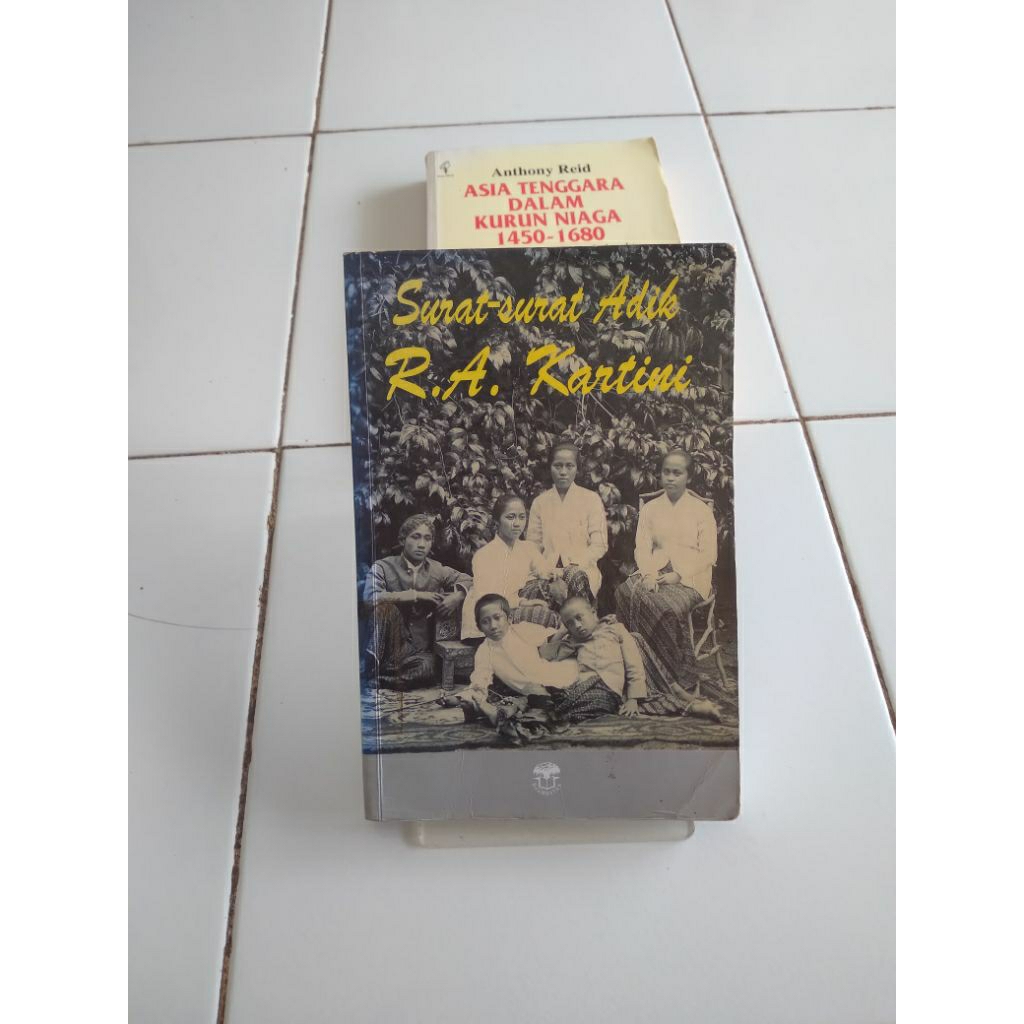 Anthony Reid
ASIA TENGGARA
DALAM
KURUN NIAGA
1450-1680
Surat-surat Adik
R.A. Kartini